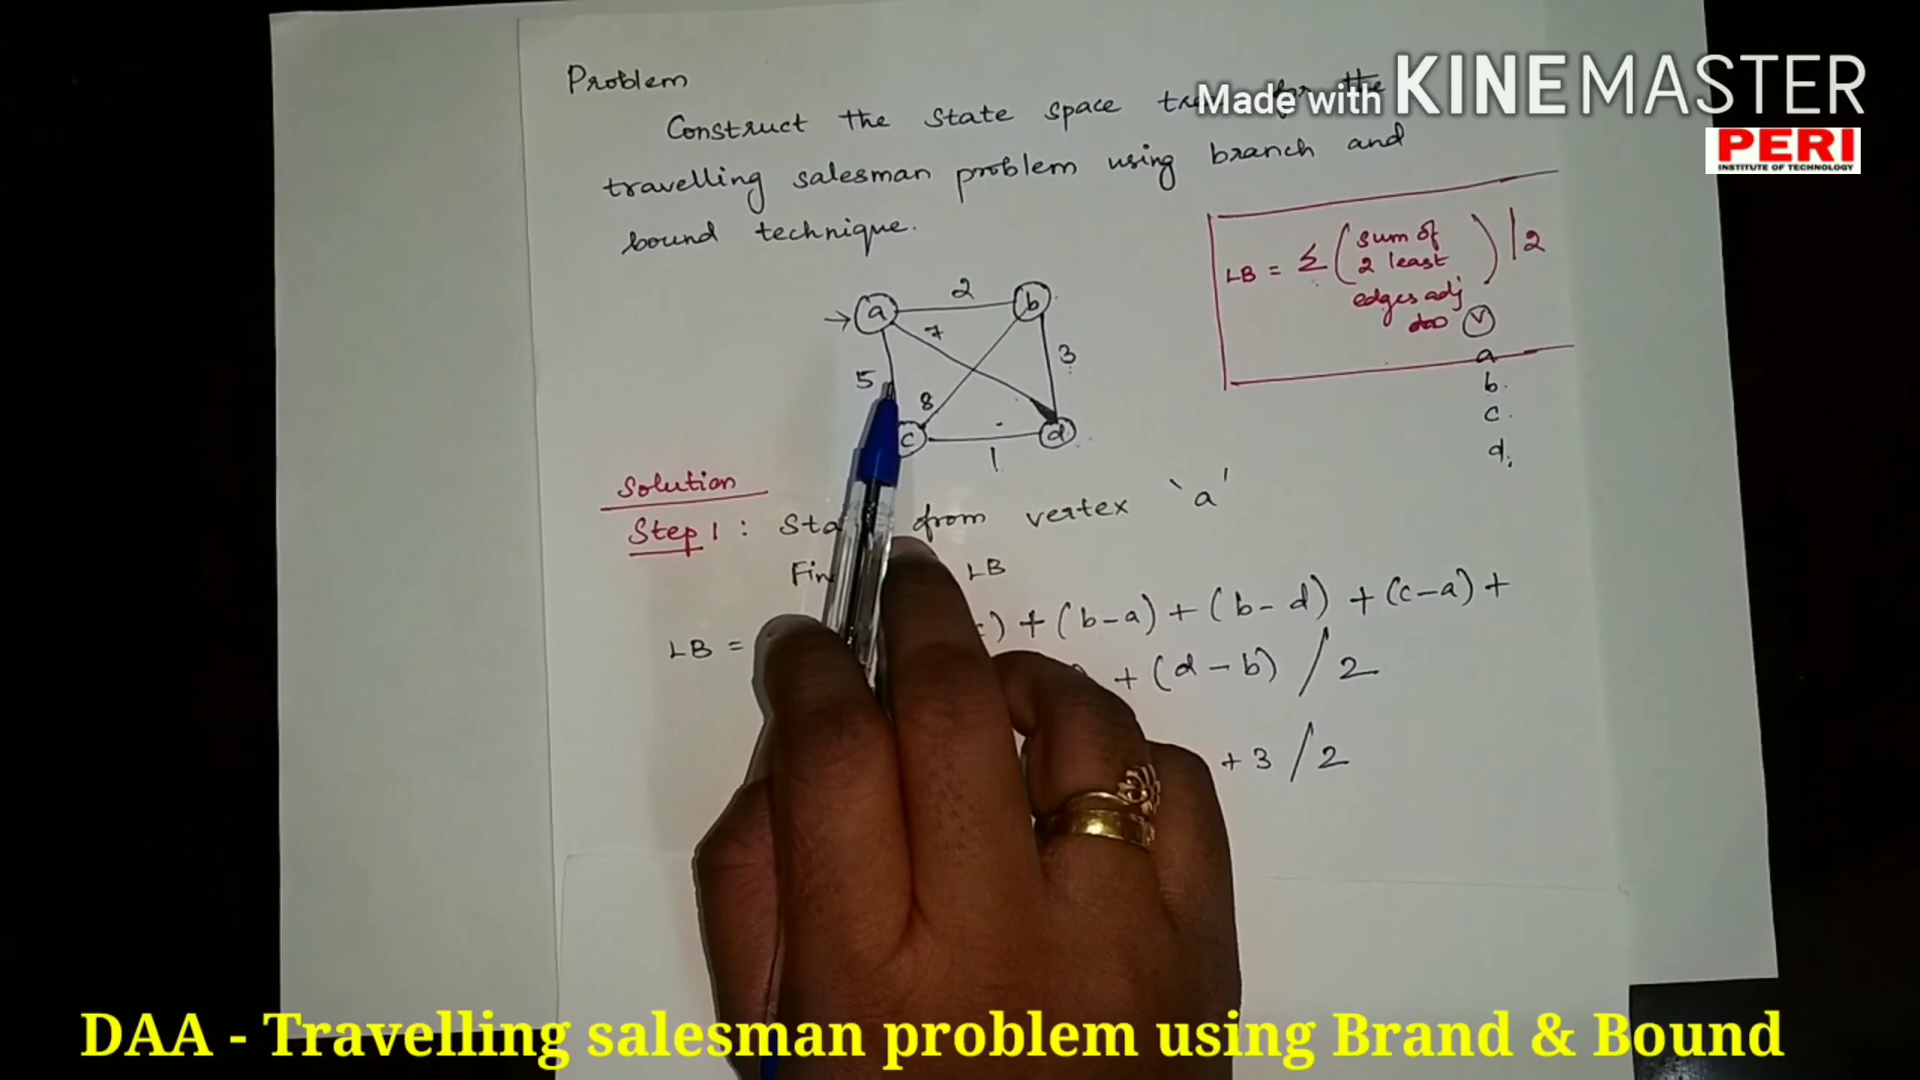 Problem
Made with KINEMASTER
Construct the state space for the
PERI
INSTITUTE OF TECHNOLOGY
travelling salesman problem using branch and
bound technique.
LB = Σ ( sum of 2 least edges adj v ) / 2
a
b.
c.
d.
→ a 2 b
7
5 8 3
c 1 d
Solution
Step 1 : from vertex 'a'
LB
LB = + (b-a) + (b-d) + (c-a) +
+ (d-b) / 2
+ 3 / 2
DAA - Travelling salesman problem using Brand & Bound